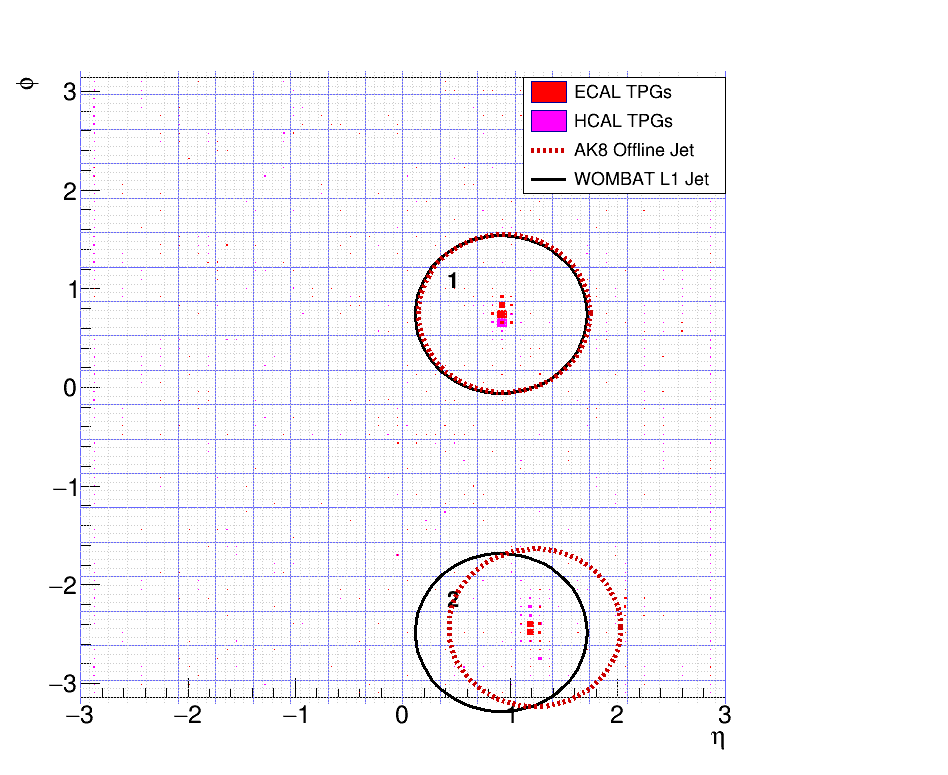 φ
3
2
1
0
−1
−2
−3
ECAL TPGs
HCAL TPGs
AK8 Offline Jet
WOMBAT L1 Jet
1
2
−3 −2 −1 0 1 2 3
η